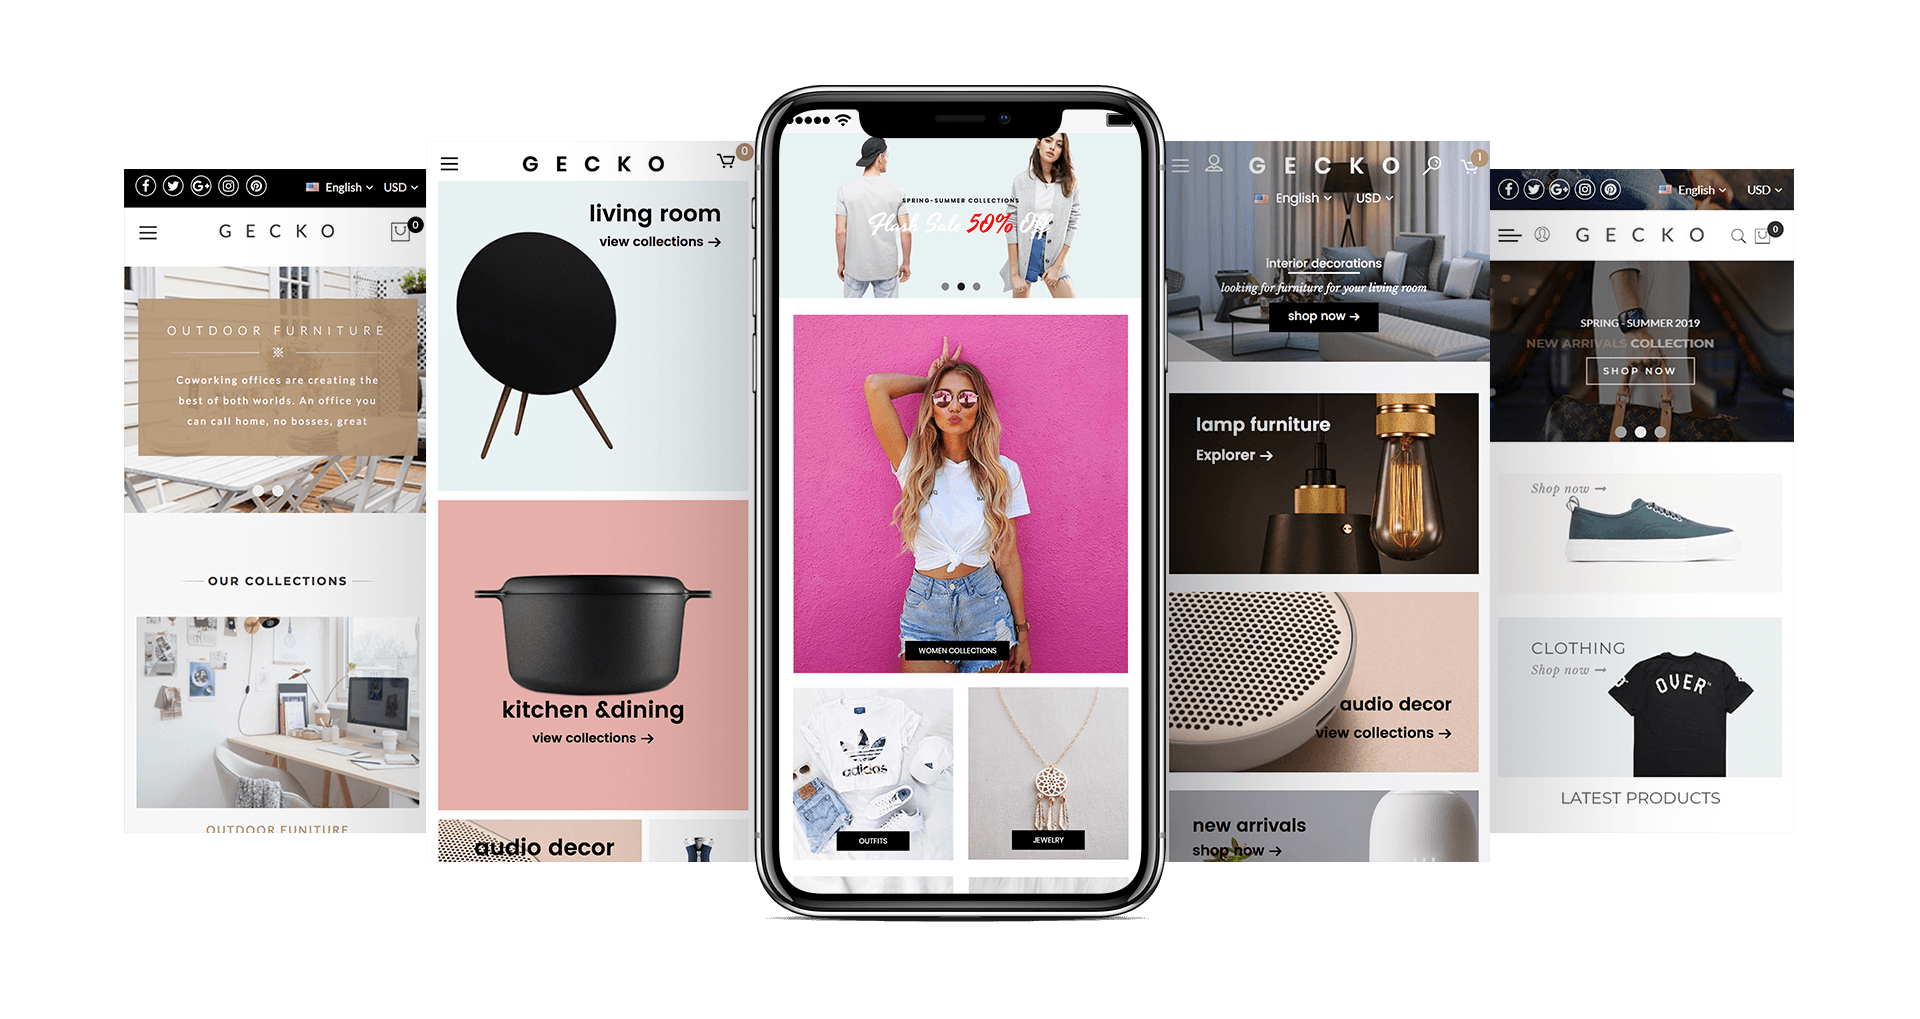 English
USD
GECKO
0
OUTDOOR FURNITURE
Coworking offices are creating the
best of both worlds. An office you
can call home, no bosses, great
OUR COLLECTIONS
OUTDOOR FUNITURE
GECKO
0
living room
view collections →
kitchen &dining
view collections →
audio decor
SPRING-SUMMER COLLECTIONS
Flash Sale 50% Off
WOMEN COLLECTIONS
adidas
OUTFITS
JEWELRY
GECKO
1
English
USD
interior decorations
looking for furniture for your living room
shop now →
lamp furniture
Explorer →
audio decor
view collections →
new arrivals
shop now →
English
USD
GECKO
0
SPRING - SUMMER 2019
NEW ARRIVALS COLLECTION
SHOP NOW
Shop now →
CLOTHING
Shop now →
OVER
LATEST PRODUCTS